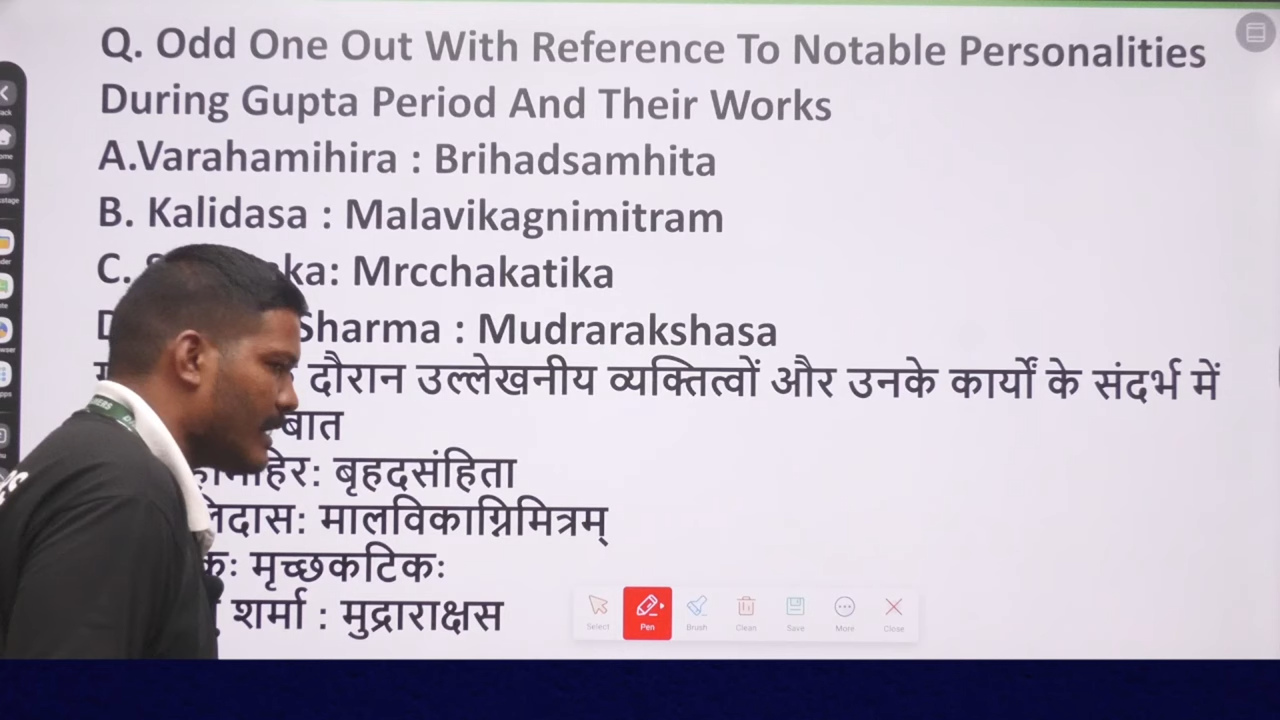 Q. Odd One Out With Reference To Notable Personalities
During Gupta Period And Their Works
A.Varahamihira : Brihadsamhita
B. Kalidasa : Malavikagnimitram
C. Mrcchakatika
Sharma : Mudrarakshasa
दौरान उल्लेखनीय व्यक्तित्वों और उनके कार्यों के संदर्भ में
बात
बृहदसंहिता
मालविकाग्निमित्रम्
मृच्छकटिकः
शर्मा : मुद्राराक्षस
Select Pen Brush Clean Save More Close